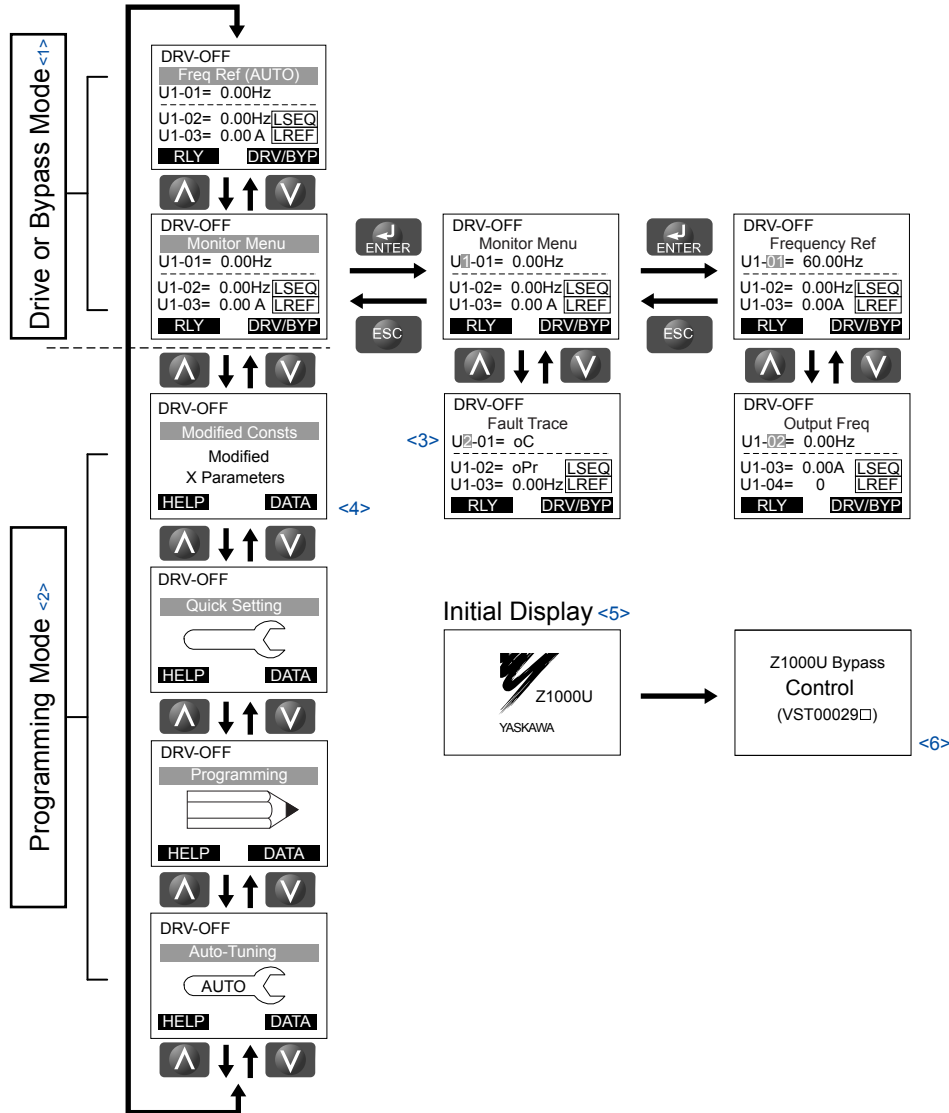 Drive or Bypass Mode <1>
DRV-OFF
Freq Ref (AUTO)
U1-01= 0.00Hz
U1-02= 0.00Hz LSEQ
U1-03= 0.00 A LREF
RLY DRV/BYP
DRV-OFF
Monitor Menu
U1-01= 0.00Hz
U1-02= 0.00Hz LSEQ
U1-03= 0.00 A LREF
RLY DRV/BYP
ENTER
ESC
DRV-OFF
Monitor Menu
U1-01= 0.00Hz
U1-02= 0.00Hz LSEQ
U1-03= 0.00 A LREF
RLY DRV/BYP
ENTER
ESC
DRV-OFF
Frequency Ref
U1-01= 60.00Hz
U1-02= 0.00Hz LSEQ
U1-03= 0.00A LREF
RLY DRV/BYP
<3>
DRV-OFF
Fault Trace
U2-01= oC
U1-02= oPr LSEQ
U1-03= 0.00Hz LREF
RLY DRV/BYP
DRV-OFF
Output Freq
U1-02= 0.00Hz
U1-03= 0.00A LSEQ
U1-04= 0 LREF
RLY DRV/BYP
Programming Mode <2>
DRV-OFF
Modified Consts
Modified
X Parameters
HELP DATA
<4>
DRV-OFF
Quick Setting
HELP DATA
DRV-OFF
Programming
HELP DATA
DRV-OFF
Auto-Tuning
AUTO
HELP DATA
Initial Display <5>
Z1000U
YASKAWA
Z1000U Bypass
Control
(VST00029□)
<6>